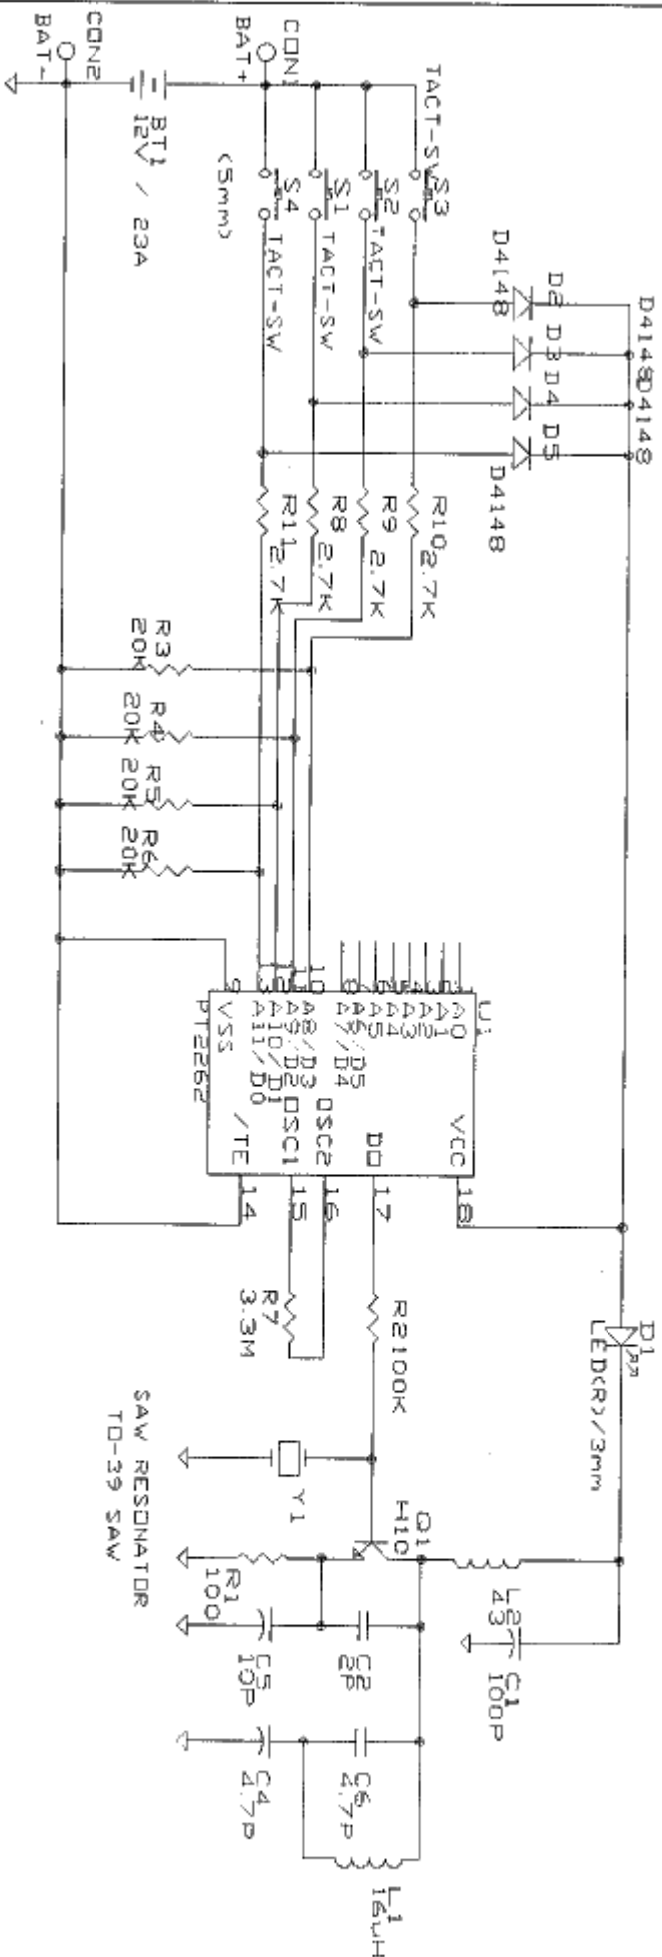 CON2
BAT-
BT1
12V / 23A
CON1
BAT+
(5mm)
S4
TACT-SW
S1
TACT-SW
S2
TACT-SW
TACT-SW
S3
D4148
D2
D3
D4
D5
D4148
D4148
D4148
R11
2.7K
R8
2.7K
R9
2.7K
R10
2.7K
R3
20K
R4
20K
R5
20K
R6
20K
U1
PT2262
A0
A1
A2
A3
A4
A5
A6/D5
A7/D4
A8/D3
A9/D2
A10/D1
A11/D0
VSS
10
9
VCC
DO
OSC2
OSC1
/TE
18
17
16
15
14
R7
3.3M
R2 100K
D1
LED(R)/3mm
SAW RESONATOR
TO-39 SAW
Y1
Q1
H10
R1
100
L2
43
C1
100P
C5
10P
C2
2P
C4
4.7P
C6
4.7P
L1
16uH